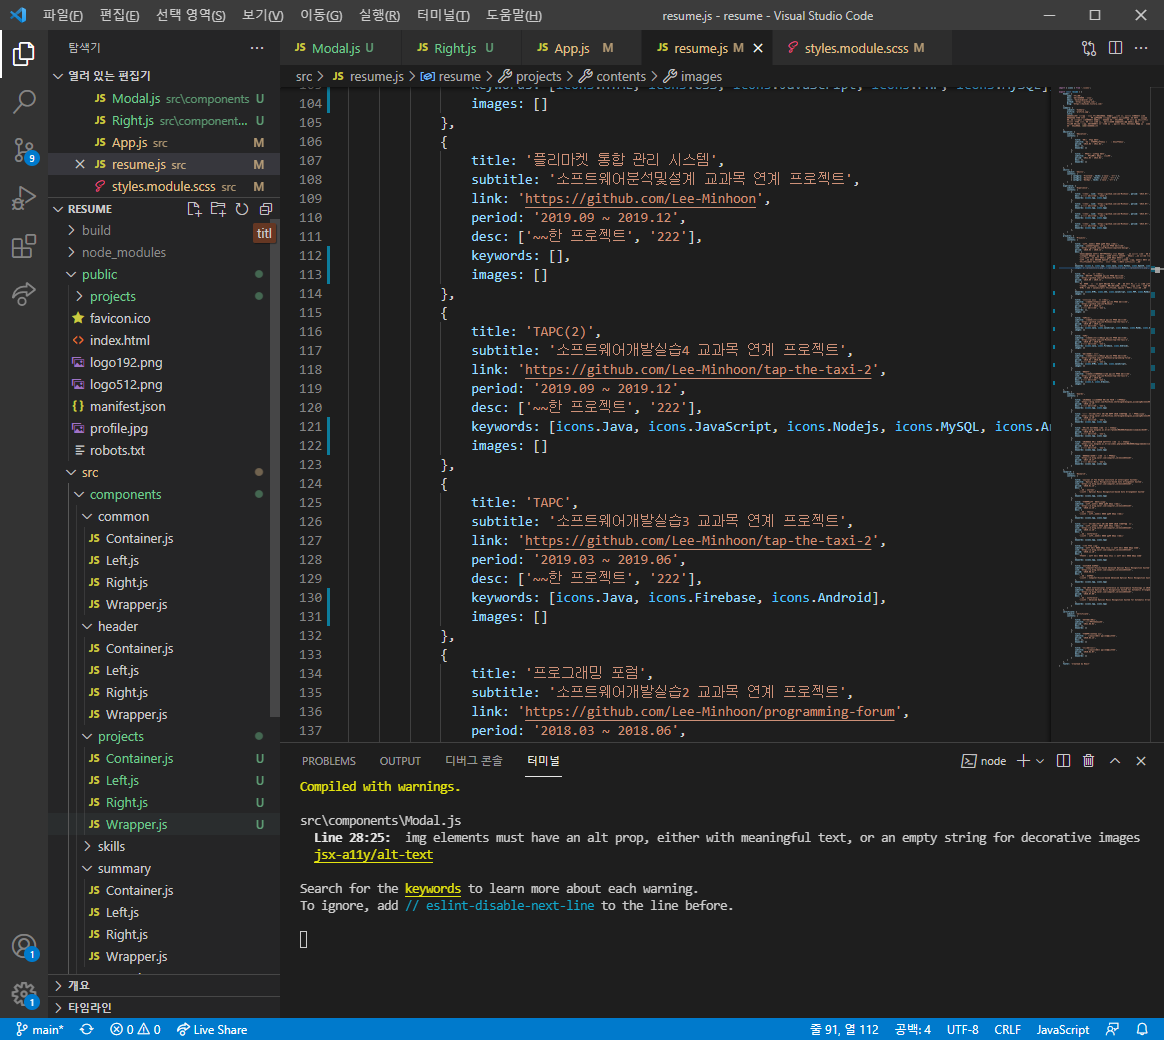 파일(F) 편집(E) 선택 영역(S) 보기(V) 이동(G) 실행(R) 터미널(T) 도움말(H) resume.js - resume - Visual Studio Code
탐색기
열려 있는 편집기
JS Modal.js src\components U
JS Right.js src\component... U
JS App.js src M
JS resume.js src M
styles.module.scss src M
RESUME
build
titl
node_modules
public
projects
favicon.ico
index.html
logo192.png
logo512.png
manifest.json
profile.jpg
robots.txt
src
components
common
JS Container.js
JS Left.js
JS Right.js
JS Wrapper.js
header
JS Container.js
JS Left.js
JS Right.js
JS Wrapper.js
projects
JS Container.js U
JS Left.js U
JS Right.js U
JS Wrapper.js U
skills
summary
JS Container.js
JS Left.js
JS Right.js
JS Wrapper.js
개요
타임라인
9
1
1
JS Modal.js U JS Right.js U JS App.js M JS resume.js M styles.module.scss M
src > JS resume.js > resume > projects > contents > images
104 images: []
105 },
106 {
107 title: '플리마켓 통합 관리 시스템',
108 subtitle: '소프트웨어분석및설계 교과목 연계 프로젝트',
109 link: 'https://github.com/Lee-Minhoon',
110 period: '2019.09 ~ 2019.12',
111 desc: ['~~한 프로젝트', '222'],
112 keywords: [],
113 images: []
114 },
115 {
116 title: 'TAPC(2)',
117 subtitle: '소프트웨어개발실습4 교과목 연계 프로젝트',
118 link: 'https://github.com/Lee-Minhoon/tap-the-taxi-2',
119 period: '2019.09 ~ 2019.12',
120 desc: ['~~한 프로젝트', '222'],
121 keywords: [icons.Java, icons.JavaScript, icons.Nodejs, icons.MySQL, icons.An
122 images: []
123 },
124 {
125 title: 'TAPC',
126 subtitle: '소프트웨어개발실습3 교과목 연계 프로젝트',
127 link: 'https://github.com/Lee-Minhoon/tap-the-taxi-2',
128 period: '2019.03 ~ 2019.06',
129 desc: ['~~한 프로젝트', '222'],
130 keywords: [icons.Java, icons.Firebase, icons.Android],
131 images: []
132 },
133 {
134 title: '프로그래밍 포럼',
135 subtitle: '소프트웨어개발실습2 교과목 연계 프로젝트',
136 link: 'https://github.com/Lee-Minhoon/programming-forum',
137 period: '2018.03 ~ 2018.06',
PROBLEMS OUTPUT 디버그 콘솔 터미널 node
Compiled with warnings.
src\components\Modal.js
Line 28:25: img elements must have an alt prop, either with meaningful text, or an empty string for decorative images
jsx-a11y/alt-text
Search for the keywords to learn more about each warning.
To ignore, add // eslint-disable-next-line to the line before.
main* 0 0 Live Share 줄 91, 열 112 공백: 4 UTF-8 CRLF JavaScript